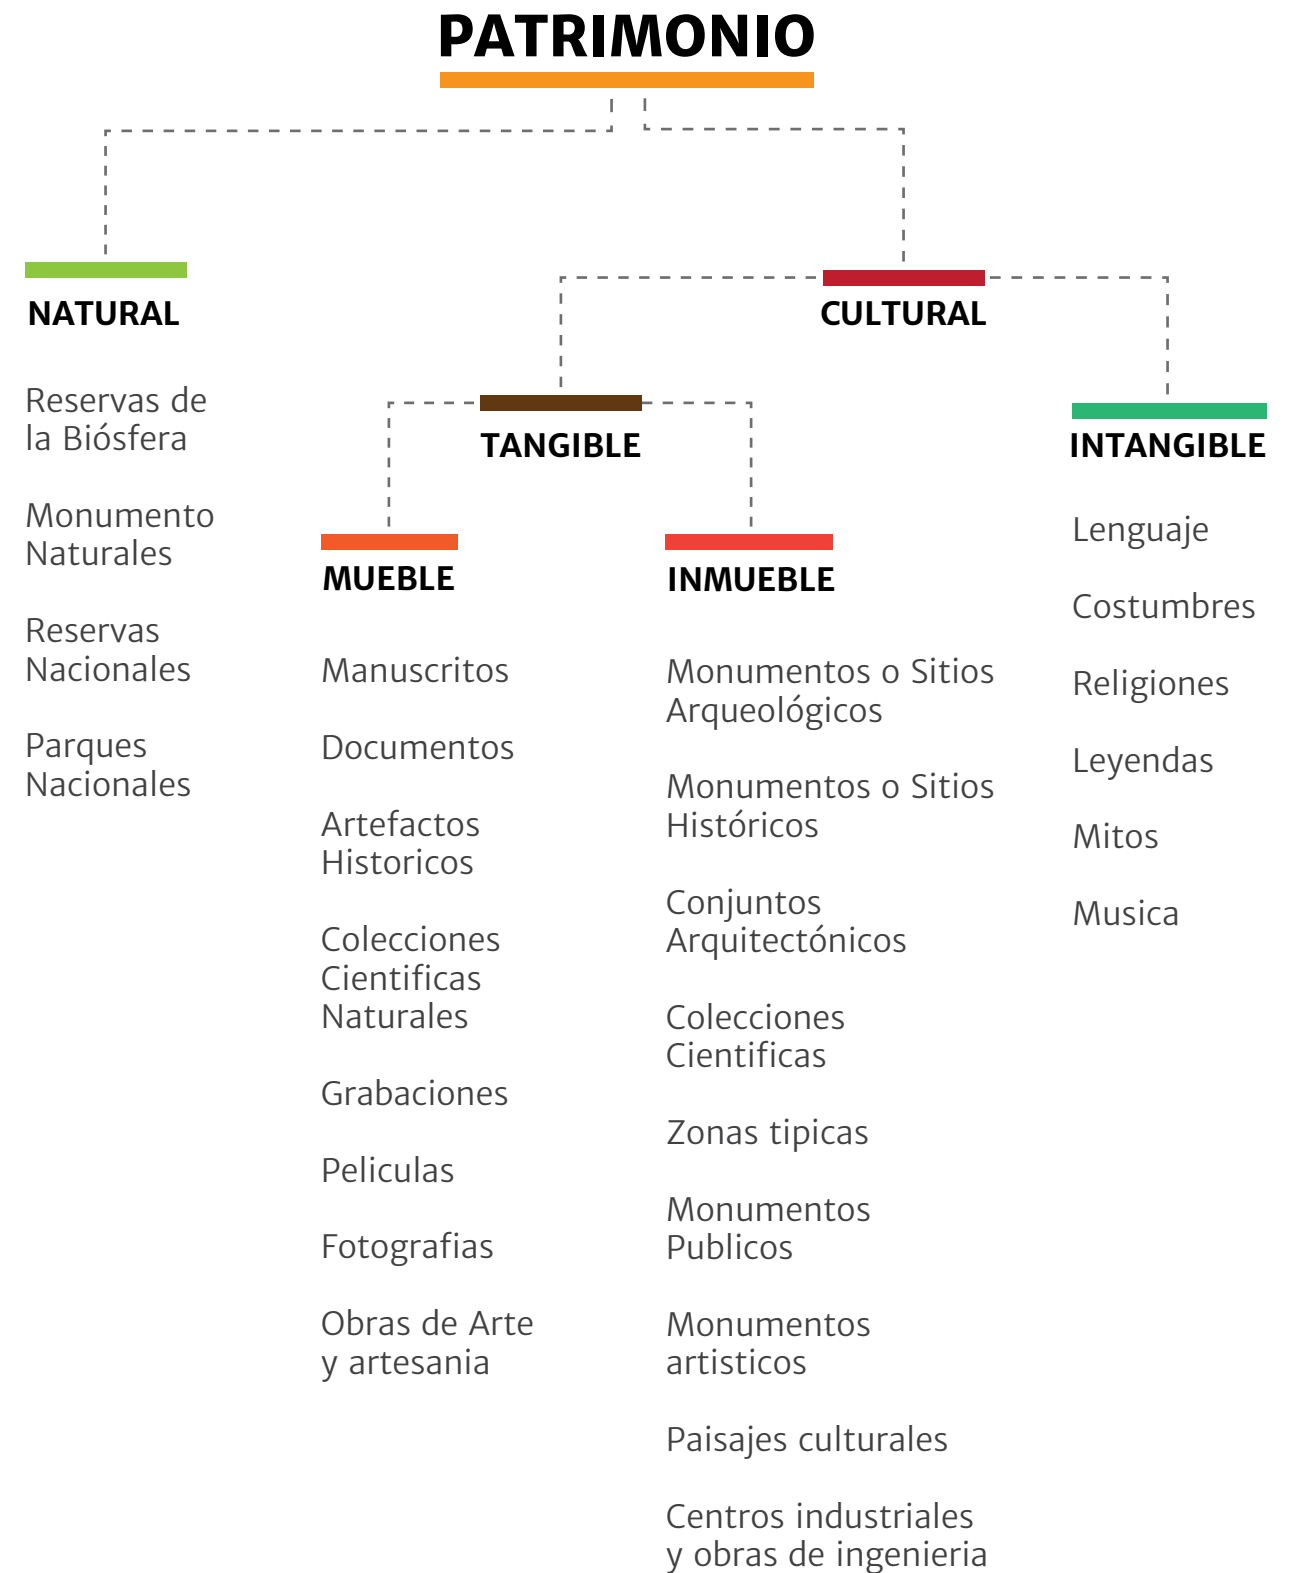 PATRIMONIO
NATURAL
Reservas de
la Biósfera
Monumento
Naturales
Reservas
Nacionales
Parques
Nacionales
CULTURAL
TANGIBLE
MUEBLE
Manuscritos
Documentos
Artefactos
Historicos
Colecciones
Cientificas
Naturales
Grabaciones
Peliculas
Fotografias
Obras de Arte
y artesania
INMUEBLE
Monumentos o Sitios
Arqueológicos
Monumentos o Sitios
Históricos
Conjuntos
Arquitectónicos
Colecciones
Cientificas
Zonas tipicas
Monumentos
Publicos
Monumentos
artisticos
Paisajes culturales
Centros industriales
y obras de ingenieria
INTANGIBLE
Lenguaje
Costumbres
Religiones
Leyendas
Mitos
Musica